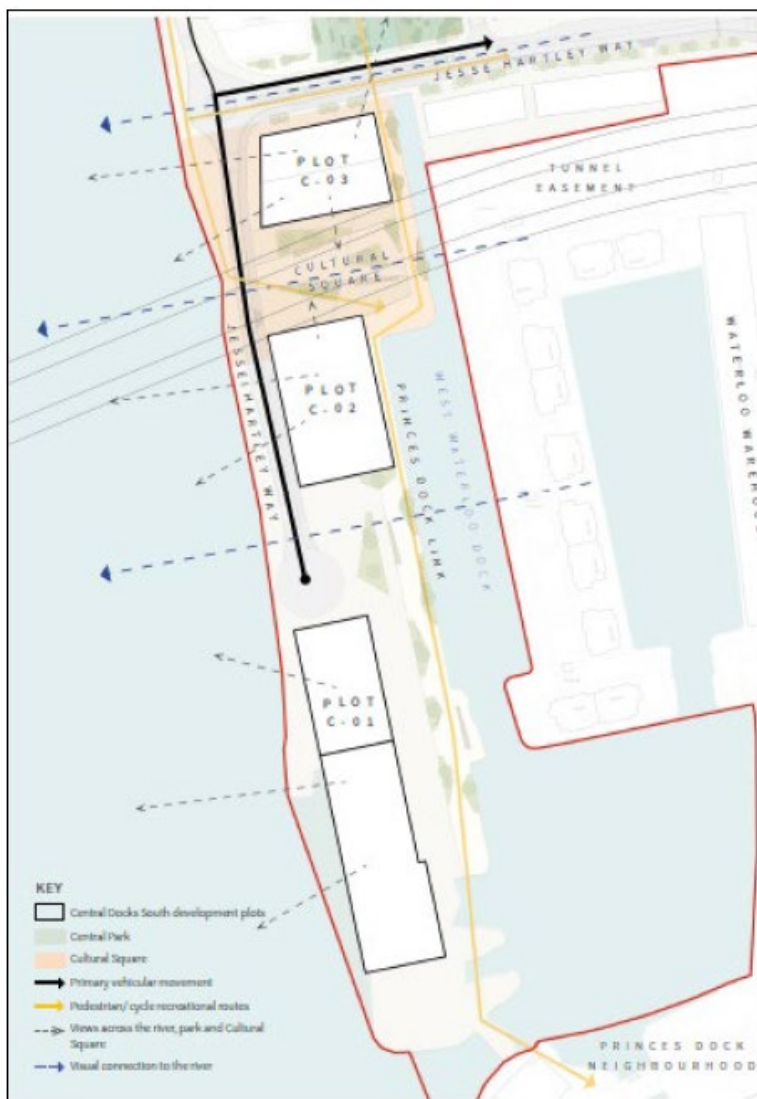 JESSE HARTLEY WAY
PLOT
C-03
TUNNEL
EASEMENT
CULTURAL
SQUARE
JESSE HARTLEY WAY
PLOT
C-02
PRINCES DOCK LINK
WEST WATERLOO DOCK
WATERLOO WAREHOUS
PLOT
C-01
KEY
Central Docks South development plots
Central Park
Cultural Square
Primary vehicular movement
Pedestrian/ cycle recreational routes
Views across the river, park and Cultural
Square
Visual connection to the river
PRINCES DOCK
NEIGHBOURHOOD